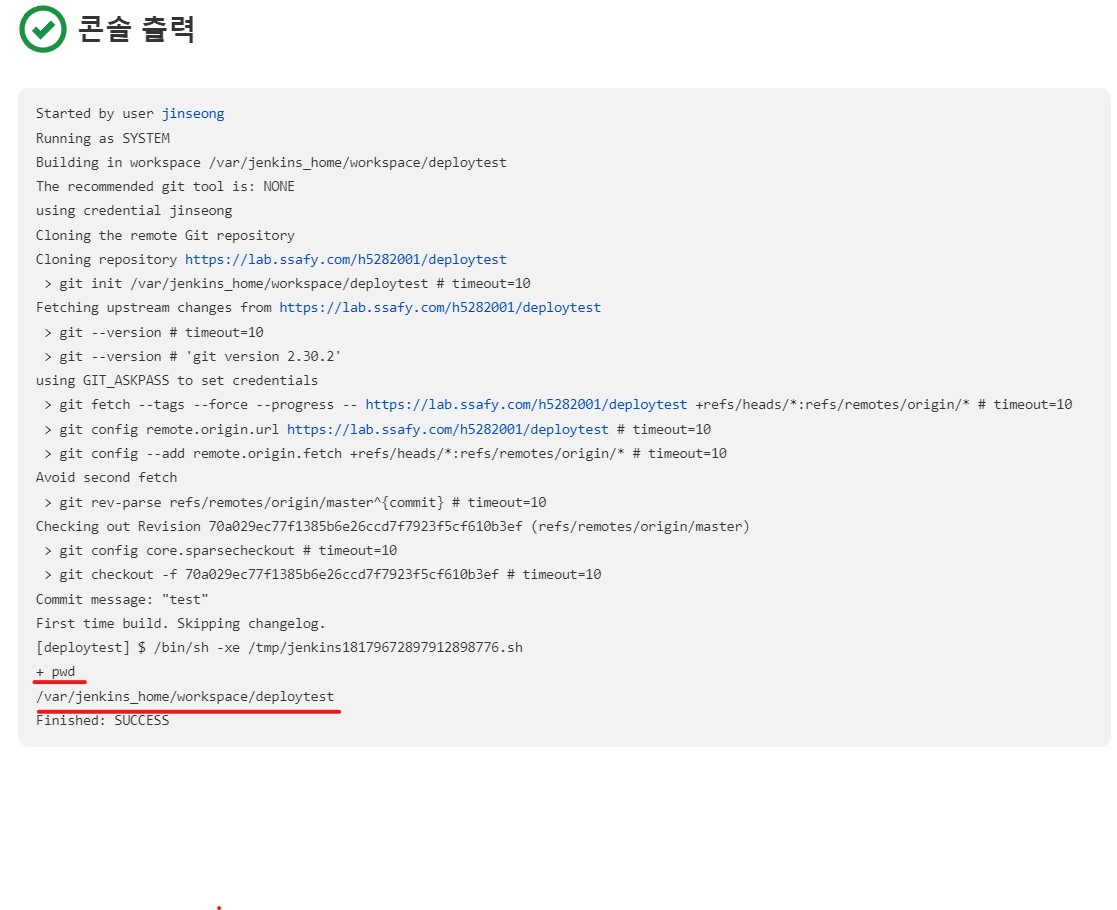 콘솔 출력
Started by user jinseong
Running as SYSTEM
Building in workspace /var/jenkins_home/workspace/deploytest
The recommended git tool is: NONE
using credential jinseong
Cloning the remote Git repository
Cloning repository https://lab.ssafy.com/h5282001/deploytest
> git init /var/jenkins_home/workspace/deploytest # timeout=10
Fetching upstream changes from https://lab.ssafy.com/h5282001/deploytest
> git --version # timeout=10
> git --version # 'git version 2.30.2'
using GIT_ASKPASS to set credentials
> git fetch --tags --force --progress -- https://lab.ssafy.com/h5282001/deploytest +refs/heads/*:refs/remotes/origin/* # timeout=10
> git config remote.origin.url https://lab.ssafy.com/h5282001/deploytest # timeout=10
> git config --add remote.origin.fetch +refs/heads/*:refs/remotes/origin/* # timeout=10
Avoid second fetch
> git rev-parse refs/remotes/origin/master^{commit} # timeout=10
Checking out Revision 70a029ec77f1385b6e26ccd7f7923f5cf610b3ef (refs/remotes/origin/master)
> git config core.sparsecheckout # timeout=10
> git checkout -f 70a029ec77f1385b6e26ccd7f7923f5cf610b3ef # timeout=10
Commit message: "test"
First time build. Skipping changelog.
[deploytest] $ /bin/sh -xe /tmp/jenkins18179672897912898776.sh
+ pwd
/var/jenkins_home/workspace/deploytest
Finished: SUCCESS